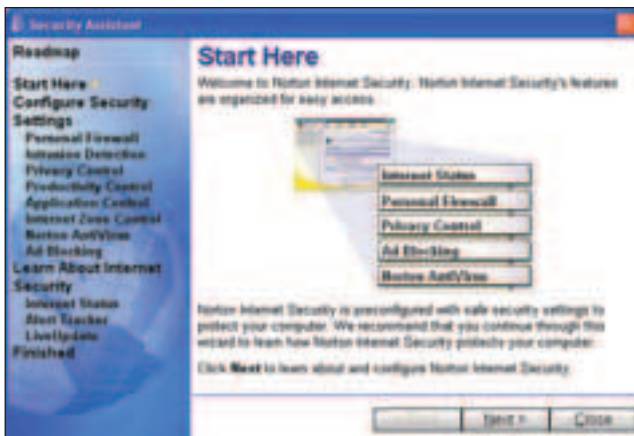 Security Assistant
Roadmap
Start Here
Configure Security
Settings
Personal Firewall
Intrusion Detection
Privacy Control
Productivity Control
Application Control
Internet Zone Control
Norton AntiVirus
Ad Blocking
Learn About Internet
Security
Internet Status
Alert Tracker
LiveUpdate
Finished
Start Here
Welcome to Norton Internet Security. Norton Internet Security's features
are organized for easy access.
Internet Status
Personal Firewall
Privacy Control
Ad Blocking
Norton AntiVirus
Norton Internet Security is preconfigured with safe security settings to
protect your computer. We recommend that you continue through this
wizard to learn how Norton Internet Security protects your computer.
Click Next to learn about and configure Norton Internet Security.
Next >
Close